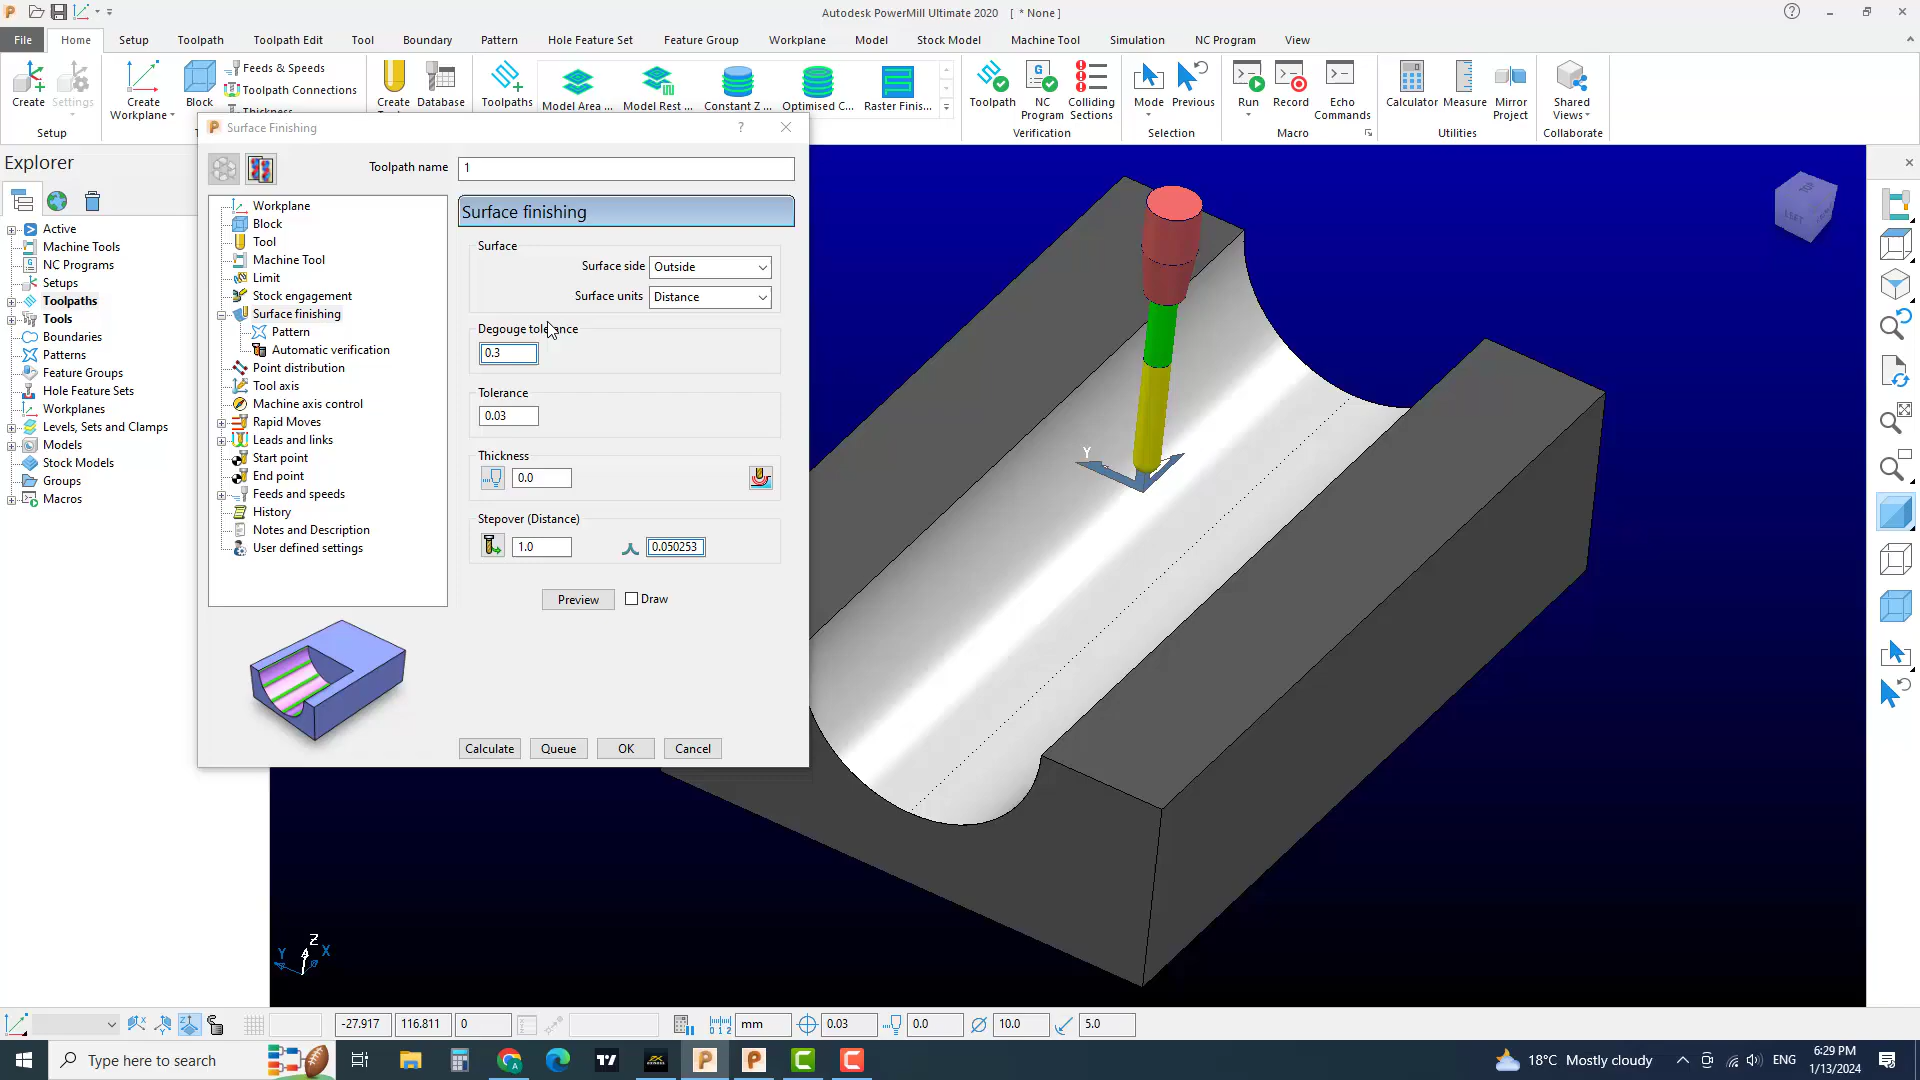 Autodesk PowerMill Ultimate 2020 [ * None ]
File Home Setup Toolpath Toolpath Edit Tool Boundary Pattern Hole Feature Set Feature Group Workplane Model Stock Model Machine Tool Simulation NC Program View
Create
Settings
Setup
Create
Workplane
Block
Feeds & Speeds
Toolpath Connections
Create
Database
Toolpaths
Model Area ...
Model Rest ...
Constant Z ...
Optimised C...
Raster Finis...
Toolpath
NC
Program
Colliding
Sections
Verification
Mode
Previous
Selection
Run
Record
Echo
Commands
Macro
Calculator
Measure
Mirror
Project
Utilities
Shared
Views
Collaborate
Explorer
Active
Machine Tools
NC Programs
Setups
Toolpaths
Tools
Boundaries
Patterns
Feature Groups
Hole Feature Sets
Workplanes
Levels, Sets and Clamps
Models
Stock Models
Groups
Macros
Surface Finishing
?
Toolpath name 1
Workplane
Block
Tool
Machine Tool
Limit
Stock engagement
Surface finishing
Pattern
Automatic verification
Point distribution
Tool axis
Machine axis control
Rapid Moves
Leads and links
Start point
End point
Feeds and speeds
History
Notes and Description
User defined settings
Surface finishing
Surface
Surface side Outside
Surface units Distance
Degouge tolerance
0.3
Tolerance
0.03
Thickness
0.0
Stepover (Distance)
1.0 0.050253
Preview Draw
Calculate Queue OK Cancel
Y
LEFT
Z
Y X
-27.917 116.811 0 mm 0.03 0.0 10.0 5.0
Type here to search
18°C Mostly cloudy
ENG
6:29 PM
1/13/2024